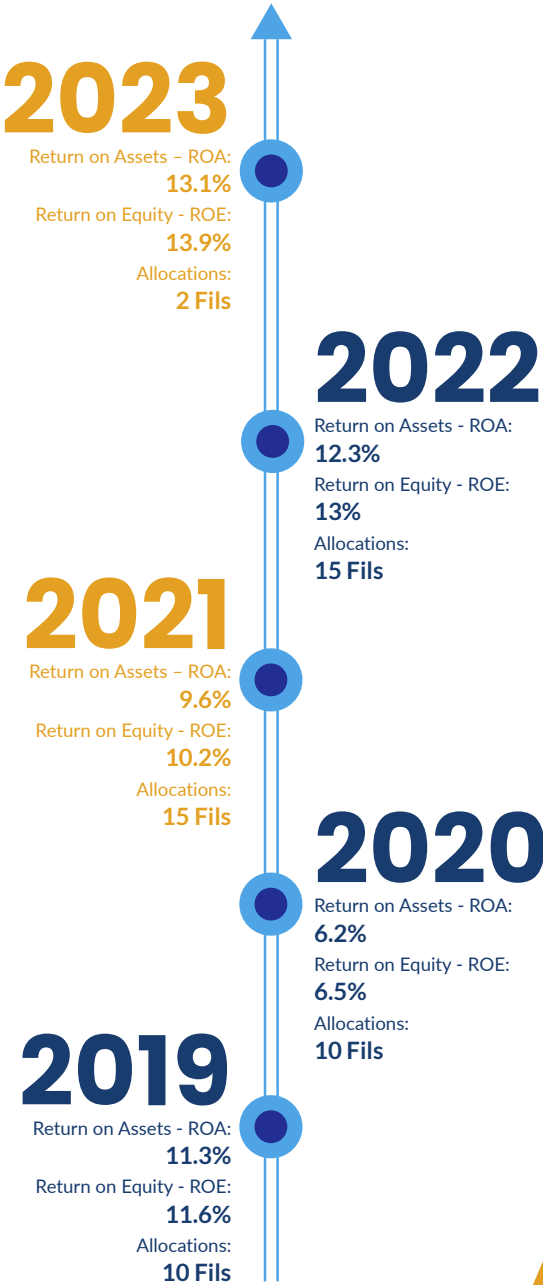 2023
Return on Assets – ROA:
13.1%
Return on Equity - ROE:
13.9%
Allocations:
2 Fils
2022
Return on Assets - ROA:
12.3%
Return on Equity - ROE:
13%
Allocations:
15 Fils
2021
Return on Assets – ROA:
9.6%
Return on Equity - ROE:
10.2%
Allocations:
15 Fils
2020
Return on Assets - ROA:
6.2%
Return on Equity - ROE:
6.5%
Allocations:
10 Fils
2019
Return on Assets - ROA:
11.3%
Return on Equity - ROE:
11.6%
Allocations:
10 Fils